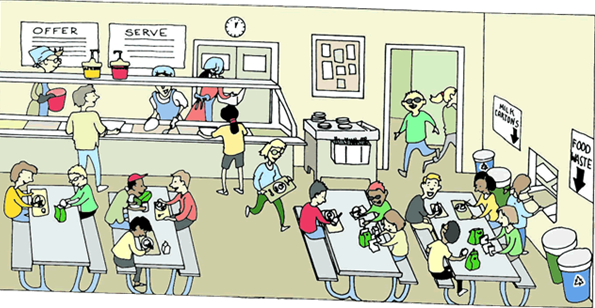 OFFER
SERVE
MILK
CARTONS
FOOD
WASTE